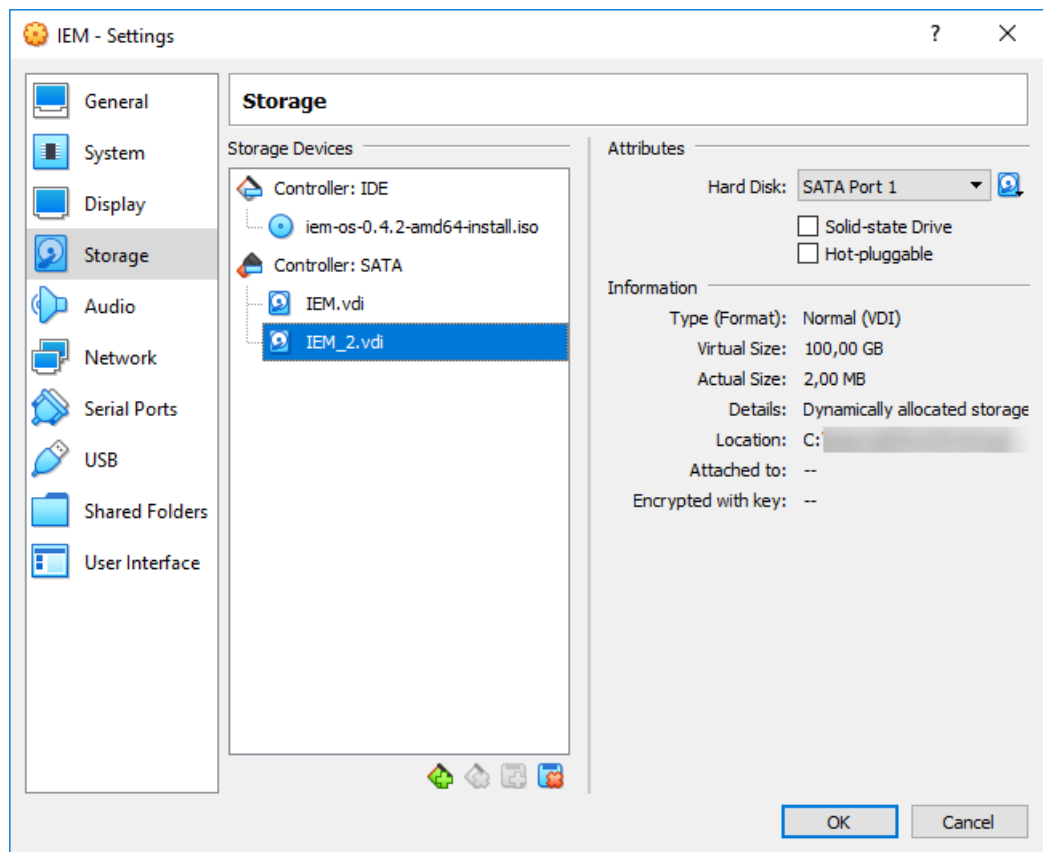 IEM - Settings
?
General
System
Display
Storage
Audio
Network
Serial Ports
USB
Shared Folders
User Interface
Storage
Storage Devices
Controller: IDE
iem-os-0.4.2-amd64-install.iso
Controller: SATA
IEM.vdi
IEM_2.vdi
Attributes
Hard Disk: SATA Port 1
Solid-state Drive
Hot-pluggable
Information
Type (Format): Normal (VDI)
Virtual Size: 100,00 GB
Actual Size: 2,00 MB
Details: Dynamically allocated storage
Location: C:
Attached to: --
Encrypted with key: --
OK Cancel